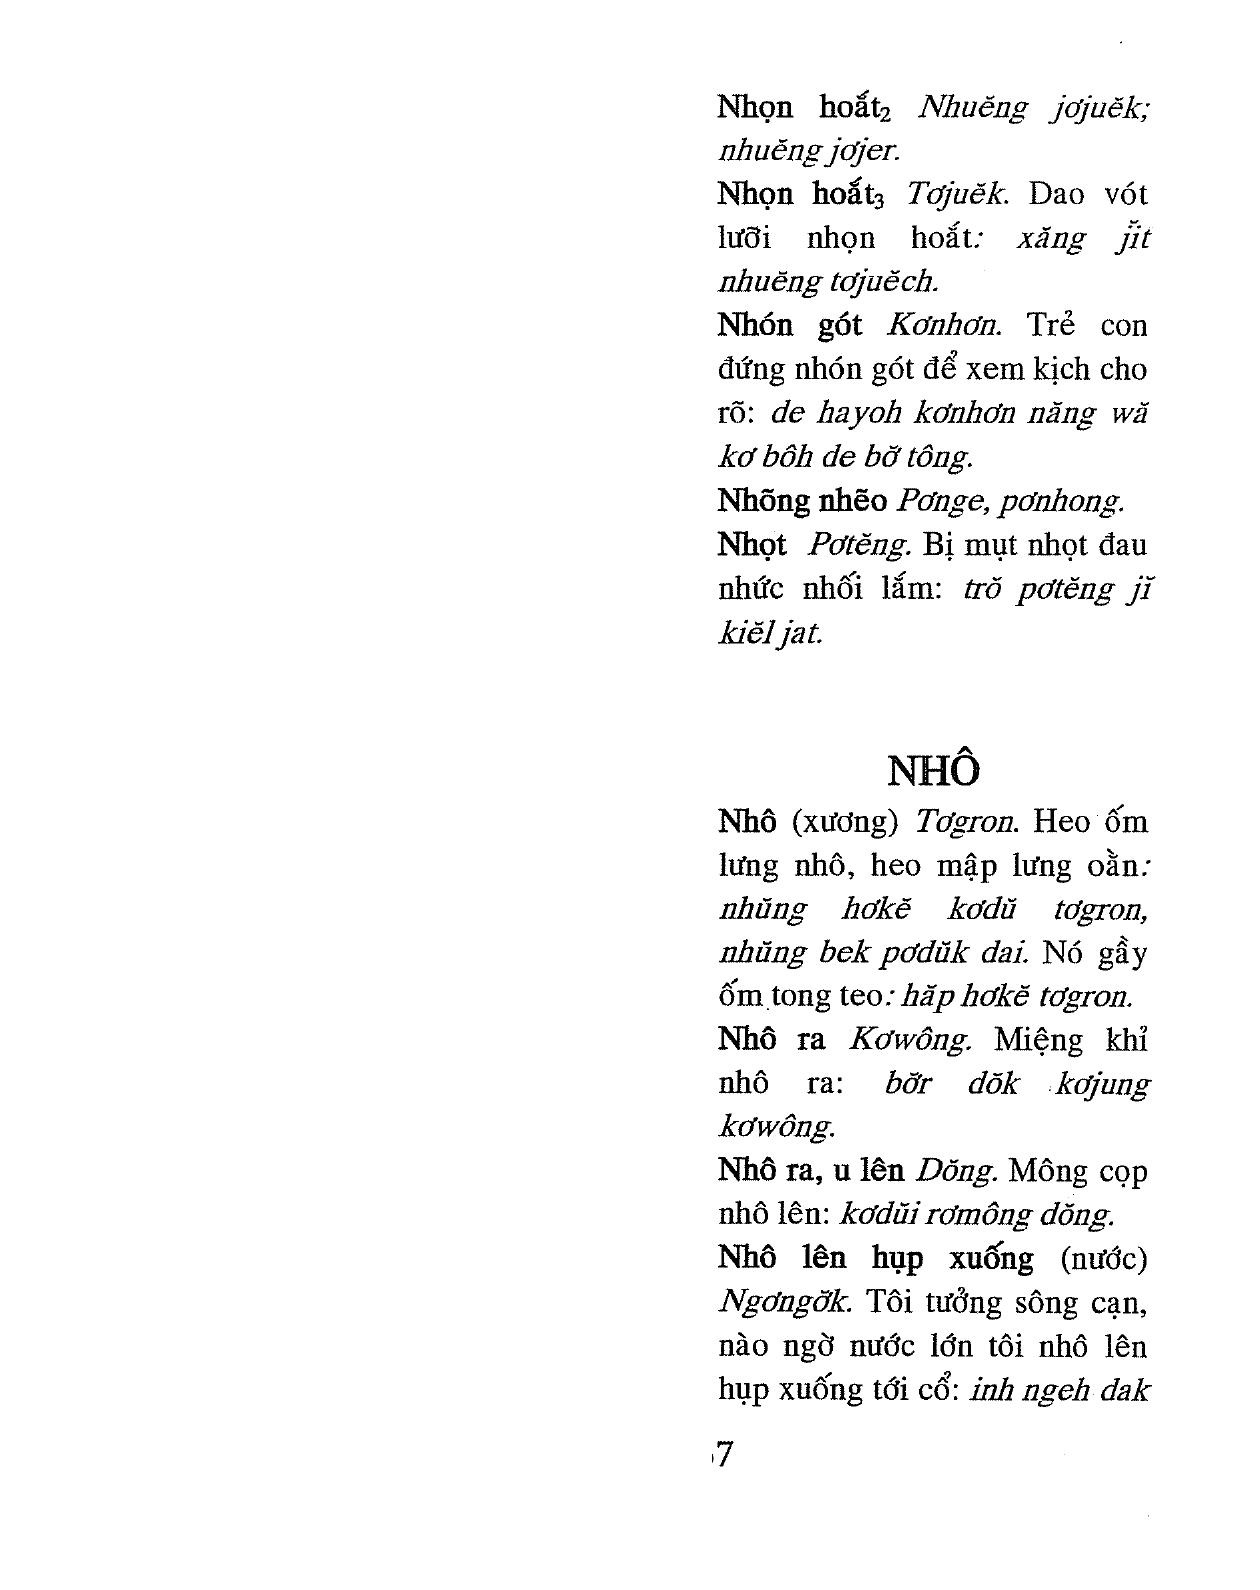 Nhọn hoắt₂ Nhuĕng jơjuĕk;
nhuĕng jơjer.
Nhọn hoắt₃ Tơjuĕk. Dao vót
lưỡi nhọn hoắt: xăng jĭt
nhuĕng tơjuĕch.
Nhón gót Kơnhơn. Trẻ con
đứng nhón gót để xem kịch cho
rõ: de hayoh kơnhơn năng wă
kơ bôh de bơ̆ tông.
Nhõng nhẽo Pơnge, pơnhong.
Nhọt Pơtĕng. Bị mụt nhọt đau
nhức nhối lắm: trŏ pơtĕng jĭ
kiĕl jat.
NHÔ
Nhô (xương) Tơgron. Heo ốm
lưng nhô, heo mập lưng oằn:
nhŭng hơkĕ kơdŭ tơgron,
nhŭng bek pơdŭk dai. Nó gầy
ốm tong teo: hăp hơkĕ tơgron.
Nhô ra Kơwông. Miệng khỉ
nhô ra: bơ̆r dŏk kơjung
kơwông.
Nhô ra, u lên Dŏng. Mông cọp
nhô lên: kơdŭi rơmông dŏng.
Nhô lên hụp xuống (nước)
Ngơngơ̆k. Tôi tưởng sông cạn,
nào ngờ nước lớn tôi nhô lên
hụp xuống tới cổ: inh ngeh dak
7